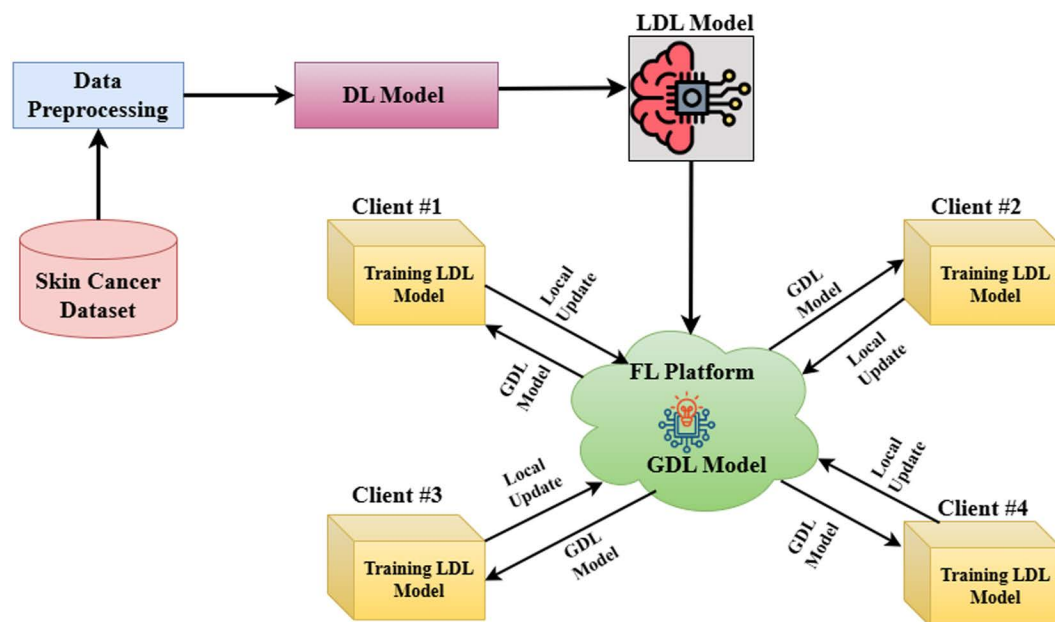 LDL Model
Data
Preprocessing
DL Model
Skin Cancer
Dataset
Client #1
Training LDL
Model
Local
Update
GDL
Model
Client #2
Training LDL
Model
GDL
Model
Local
Update
FL Platform
GDL Model
Client #3
Training LDL
Model
Local
Update
GDL
Model
Client #4
Training LDL
Model
Local
Update
GDL
Model